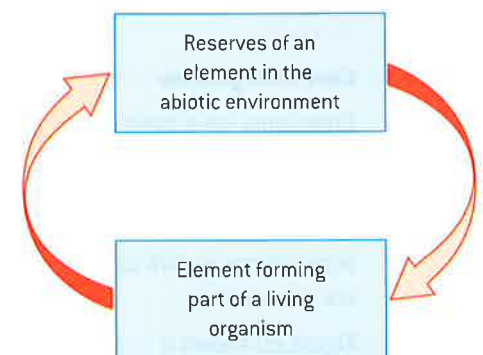 Reserves of an
element in the
abiotic environment
Element forming
part of a living
organism